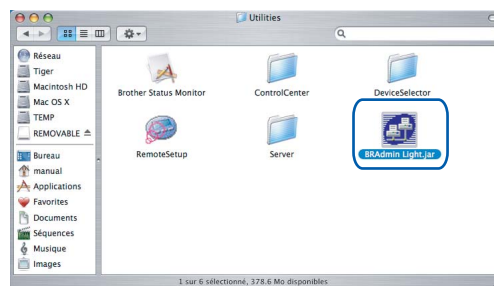 Utilities
Réseau
Tiger
Macintosh HD
Mac OS X
TEMP
REMOVABLE
Bureau
manual
Applications
Favorites
Documents
Séquences
Musique
Images
Brother Status Monitor
ControlCenter
DeviceSelector
RemoteSetup
Server
BRAdmin Light.jar
1 sur 6 sélectionné, 378.6 Mo disponibles